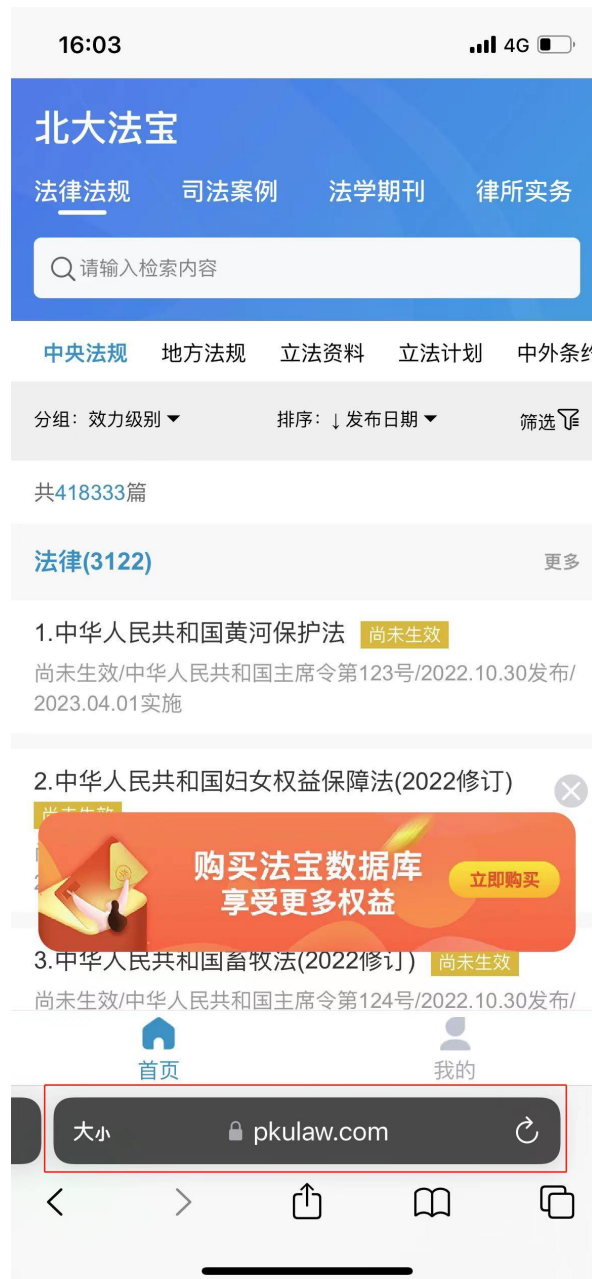 16:03 4G
北大法宝
法律法规 司法案例 法学期刊 律所实务
请输入检索内容
中央法规 地方法规 立法资料 立法计划 中外条约
分组：效力级别 排序：↓发布日期 筛选
共418333篇
法律(3122) 更多
1.中华人民共和国黄河保护法 尚未生效
尚未生效/中华人民共和国主席令第123号/2022.10.30发布/
2023.04.01实施
2.中华人民共和国妇女权益保障法(2022修订)
购买法宝数据库
享受更多权益
立即购买
3.中华人民共和国畜牧法(2022修订) 尚未生效
尚未生效/中华人民共和国主席令第124号/2022.10.30发布/
首页 我的
大小 pkulaw.com